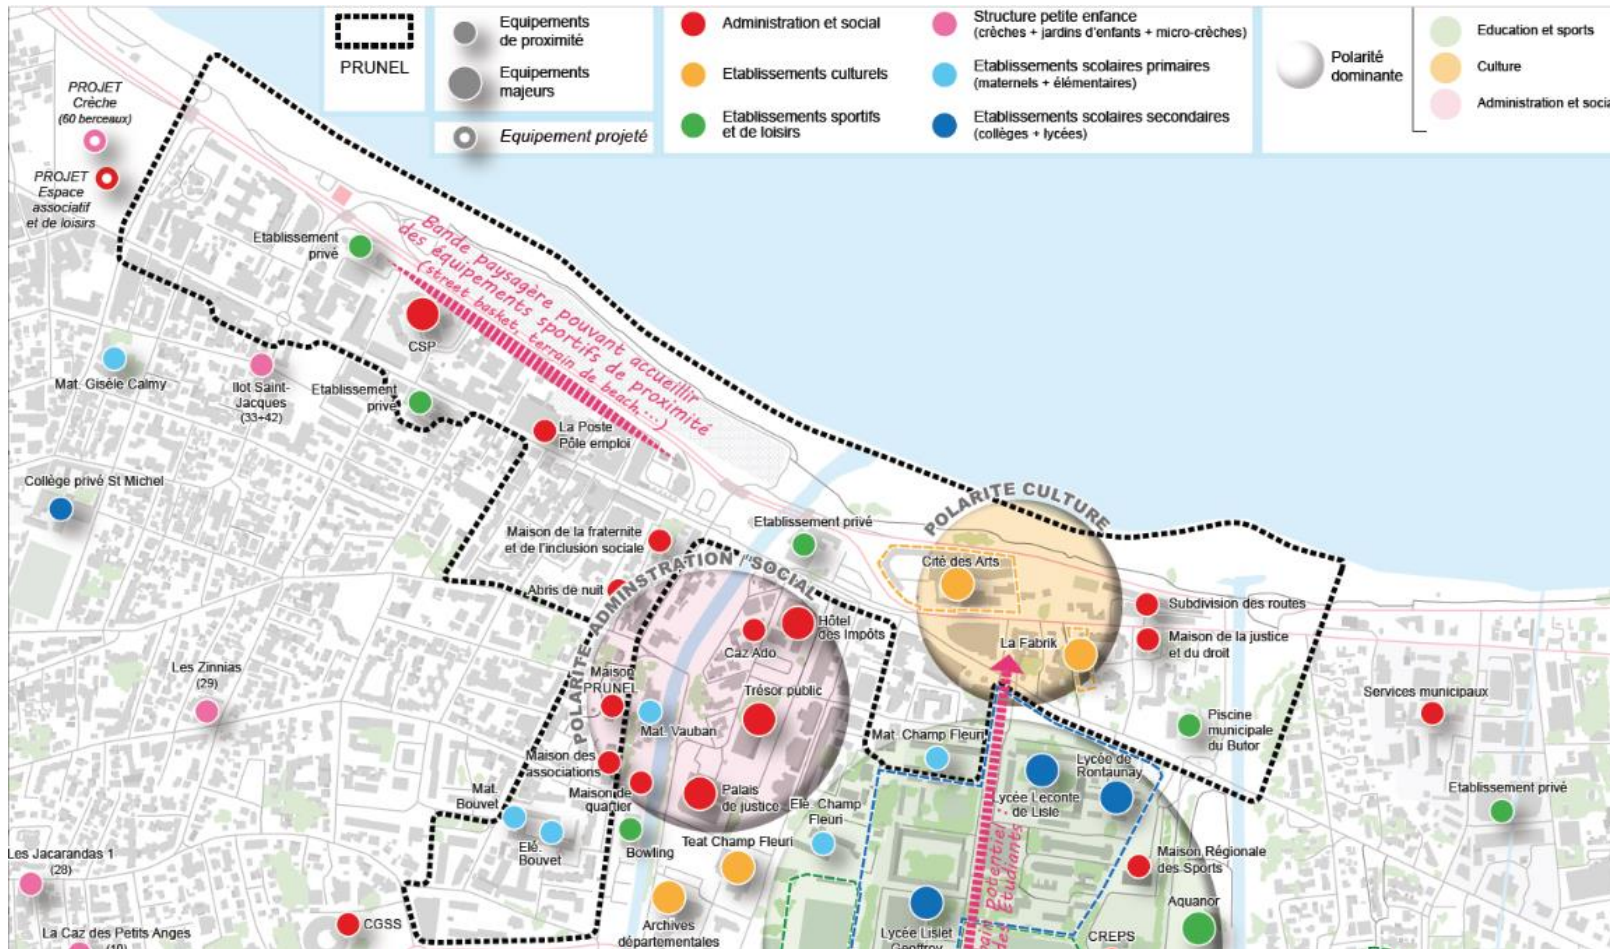 PRUNEL
Equipements
de proximité
Equipements
majeurs
Equipement projeté
Administration et social
Etablissements culturels
Etablissements sportifs
et de loisirs
Structure petite enfance
(crèches + jardins d'enfants + micro-crèches)
Etablissements scolaires primaires
(maternels + élémentaires)
Etablissements scolaires secondaires
(collèges + lycées)
Polarité
dominante
Education et sports
Culture
Administration et socia
PROJET
Crèche
(60 berceaux)
PROJET
Espace
associatif
et de loisirs
Etablissement
privé
Bande paysagère pouvant accueillir
des équipements sportifs de proximité
(street basket, terrain de beach...)
CSP
Mat. Gisèle Calmy
Ilot Saint-
Jacques
(33+42)
Etablissement
privé
La Poste
Pôle emploi
Collège privé St Michel
Maison de la fraternite
et de l'inclusion sociale
Etablissement privé
POLARITE CULTURE
Cité des Arts
Abris de nuit
POLARITE ADMINSTRATION / SOCIAL
Hôtel
des Impôts
Caz Ado
La Fabrik
Subdivision des routes
Maison de la justice
et du droit
Les Zinnias
(29)
Maison
PRUNEL
Trésor public
Mat. Vauban
Services municipaux
Piscine
municipale
du Butor
Mat. Champ Fleuri
Maison des
associations
Maison de
quartier
Palais
de justice
Lycée de
Rontaunay
Lycée Leconte
de Lisle
Etablissement privé
Mat.
Bouvet
Elé.
Bouvet
Elé. Champ
Fleuri
Bowling
Teat Champ Fleuri
Les Jacarandas 1
(28)
Maison Régionale
des Sports
Aquanor
CGSS
La Caz des Petits Anges
Archives
départementales
Lycée Lislet
Geoffroy
CREPS
Potentiel :
des Etudiants